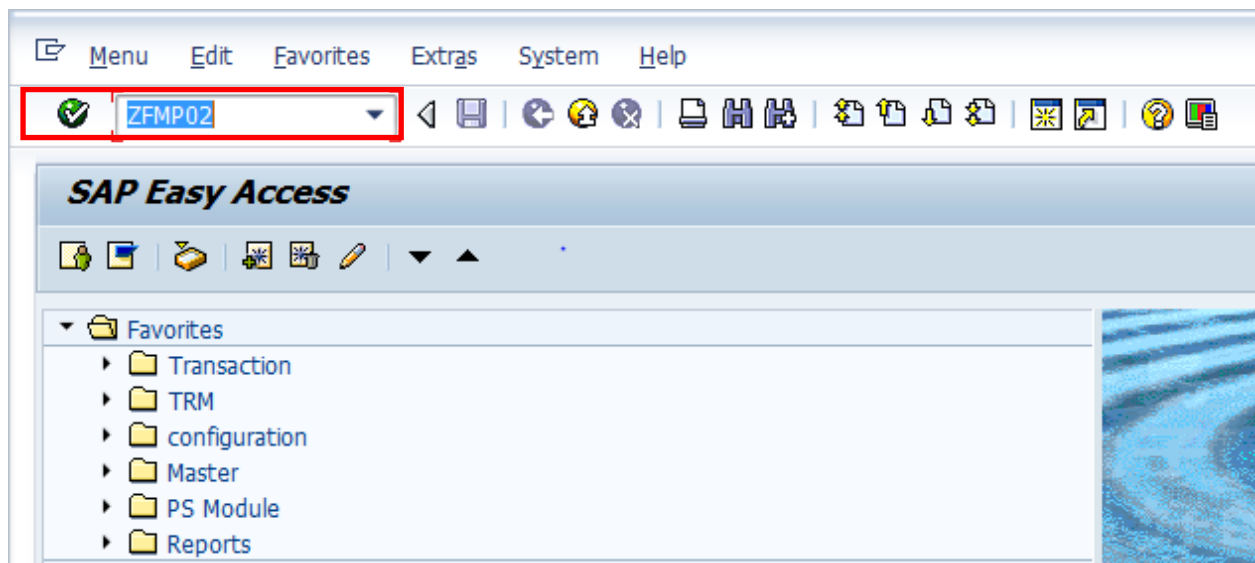 Menu Edit Favorites Extras System Help
ZFMP02
SAP Easy Access
Favorites
Transaction
TRM
configuration
Master
PS Module
Reports